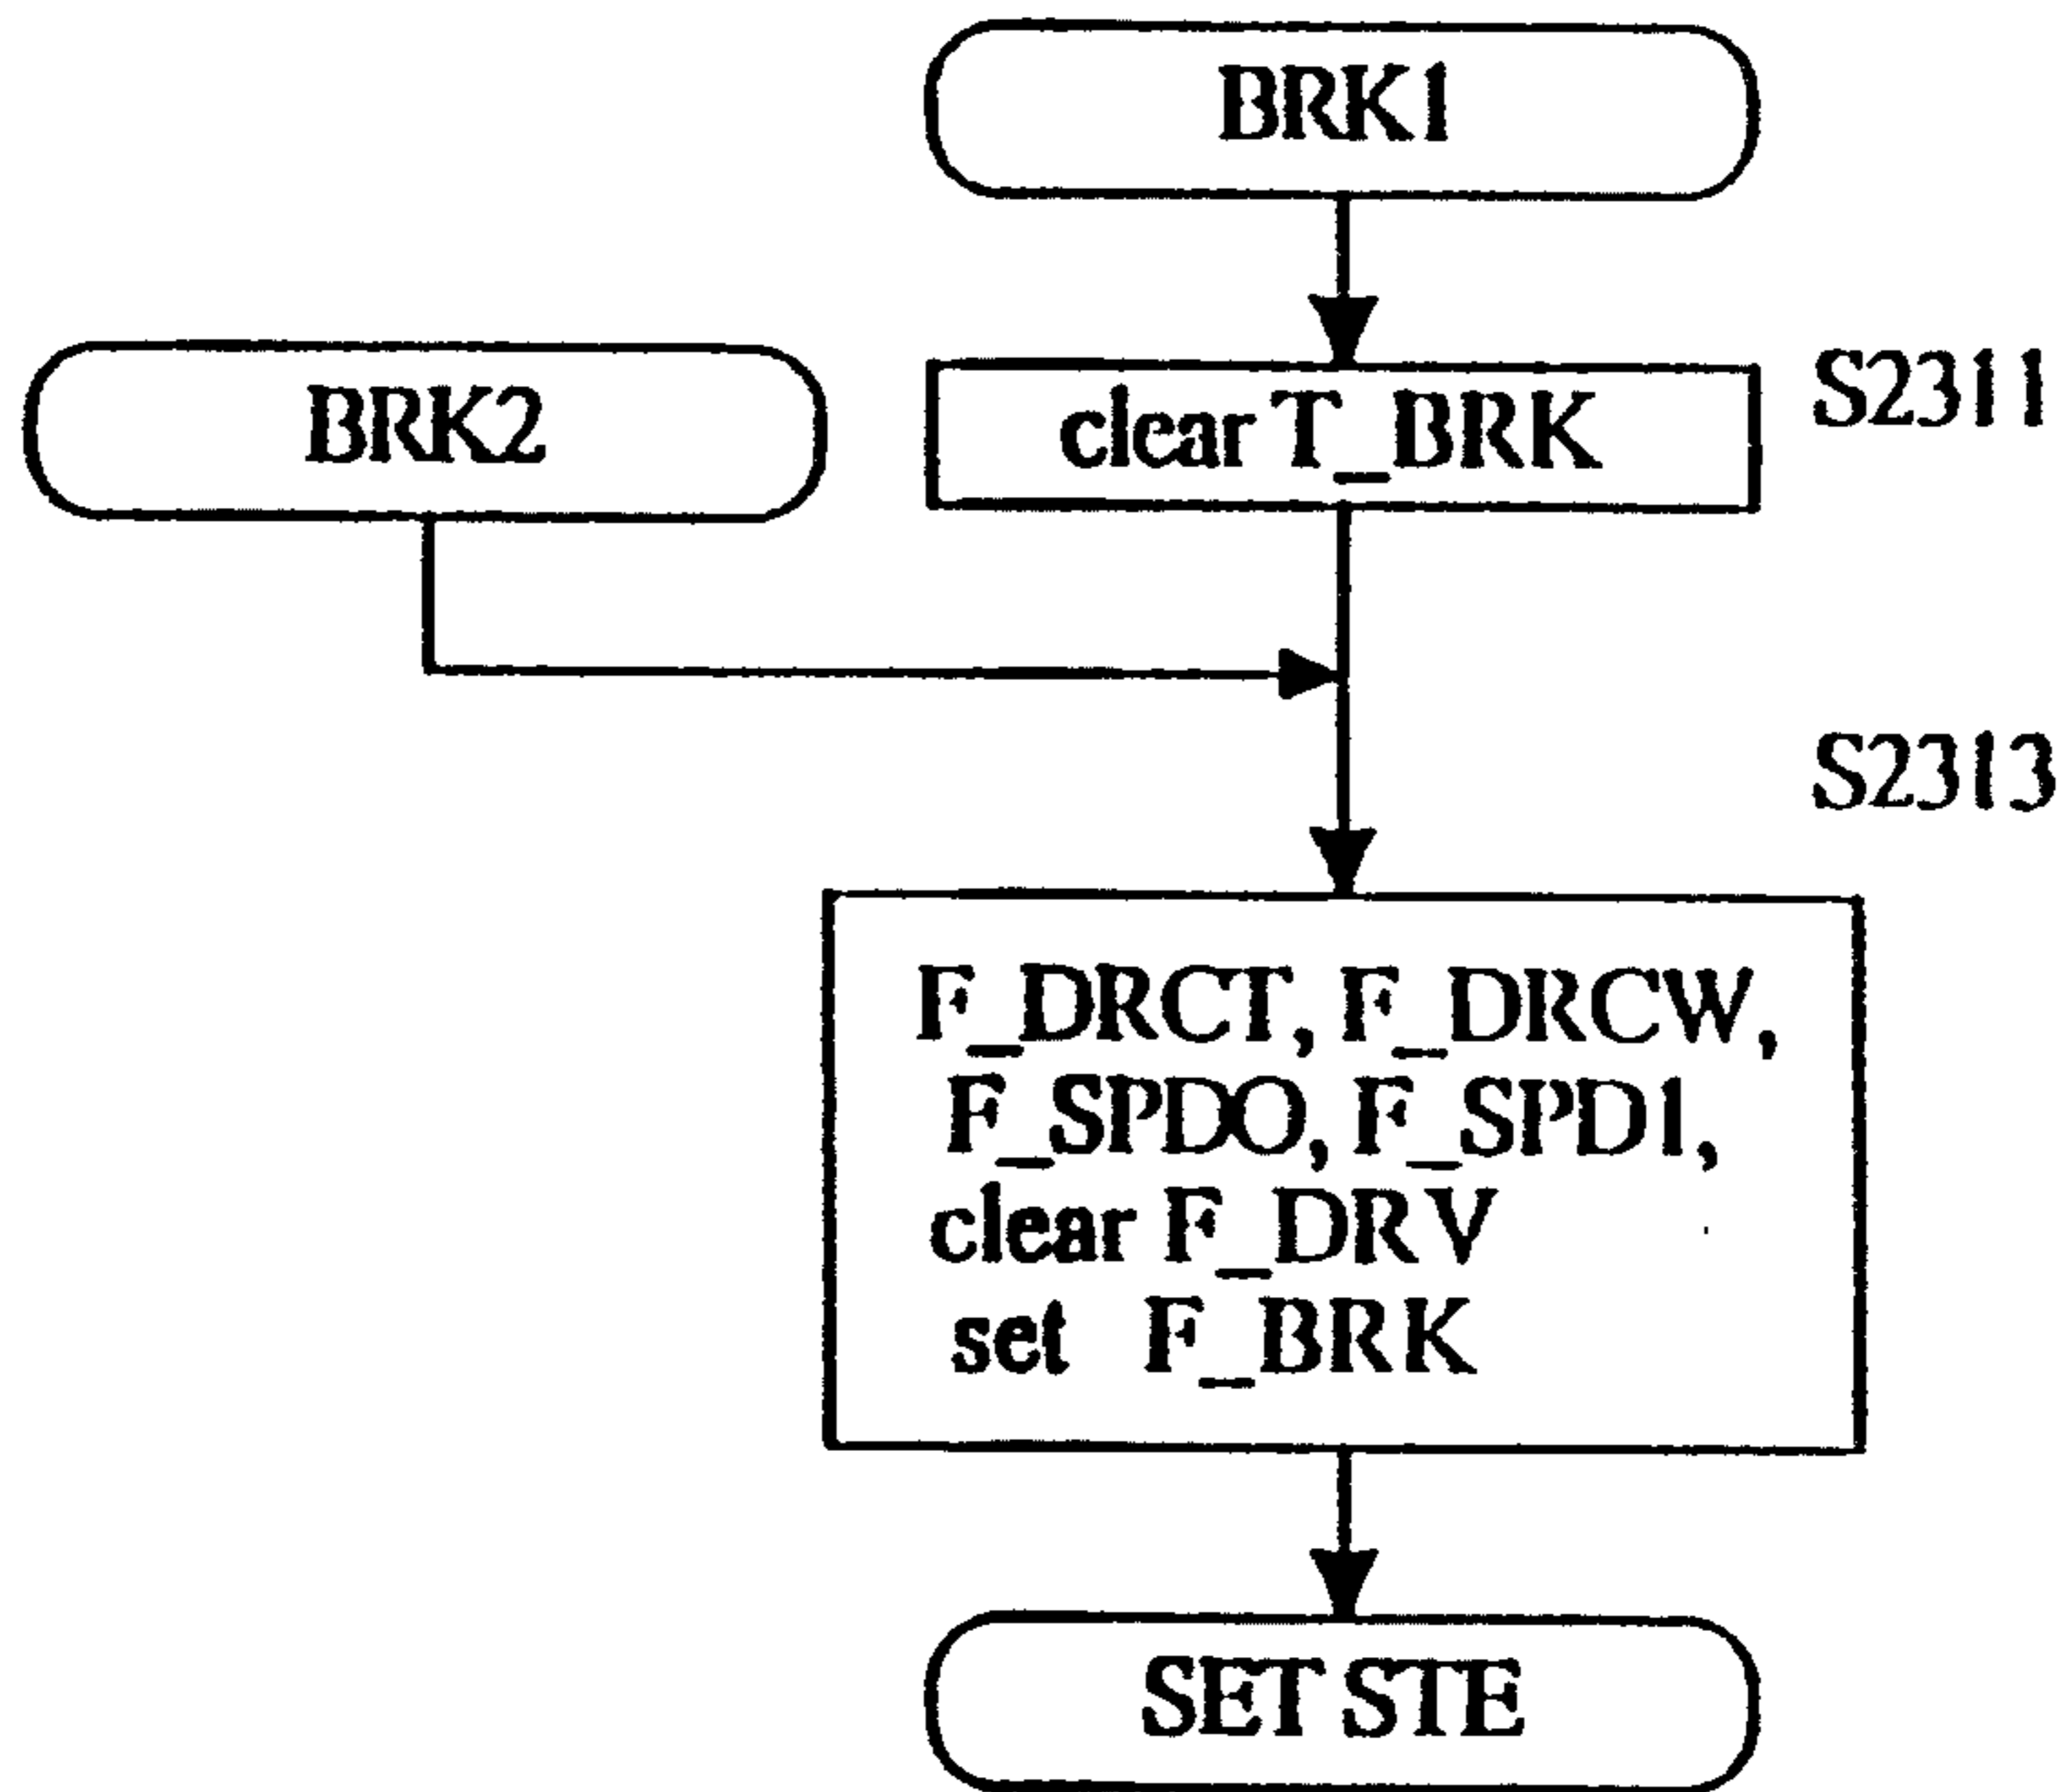 BRK1
BRK2
clear T_BRK
S2311
S2313
F_DRCT, F_DRCW,
F_SPDO, F_SPD1,
clear F_DRV
set F_BRK
SET STE